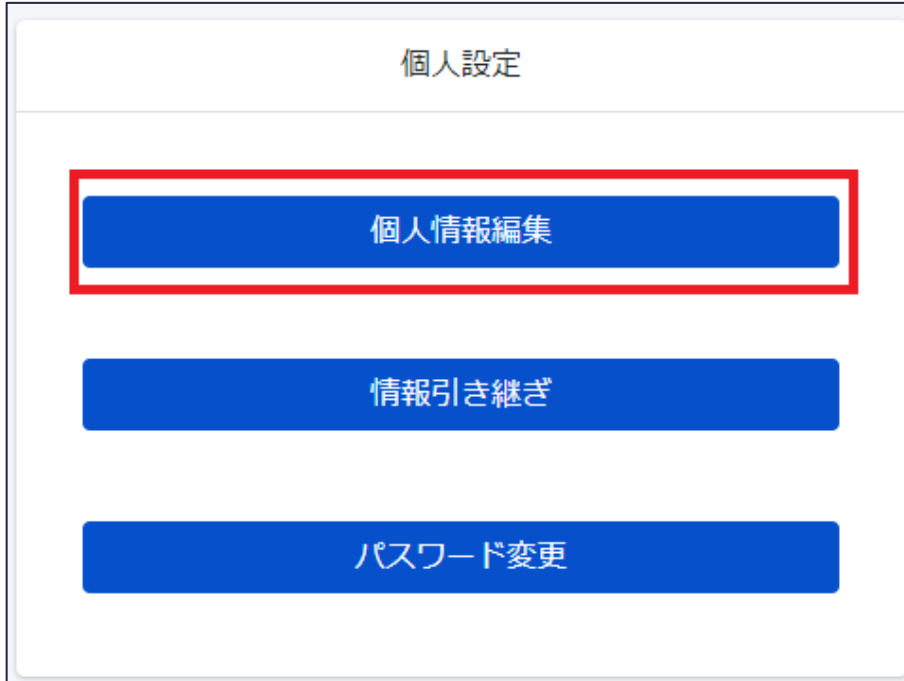 個人設定
個人情報編集
情報引き継ぎ
パスワード変更